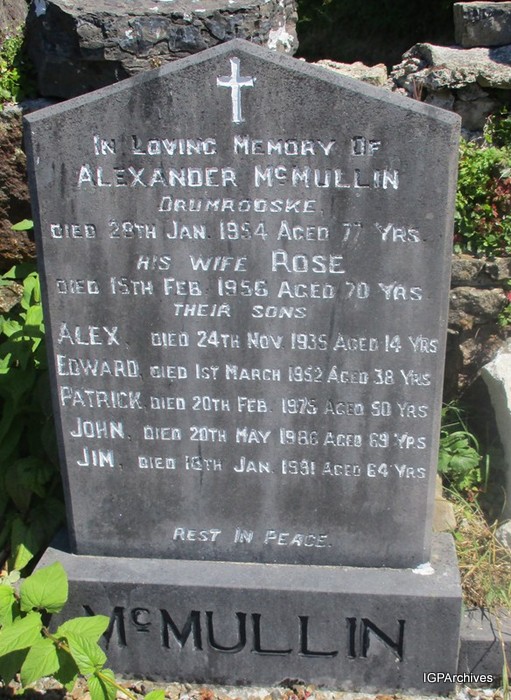 In Loving Memory Of
Alexander McMullin
Drumrooske.
Died 28th Jan. 1954 Aged 77 Yrs.
His Wife Rose
Died 15th Feb. 1956 Aged 70 Yrs
Their Sons
Alex, Died 24th Nov. 1935 Aged 14 Yrs
Edward, Died 1st March 1952 Aged 38 Yrs
Patrick Died 20th Feb. 1975 Aged 50 Yrs
John, Died 20th May 1986 Aged 69 Yrs
Jim, Died Jan. 1991 Aged 64 Yrs
Rest In Peace.
McMullin
IGPArchives